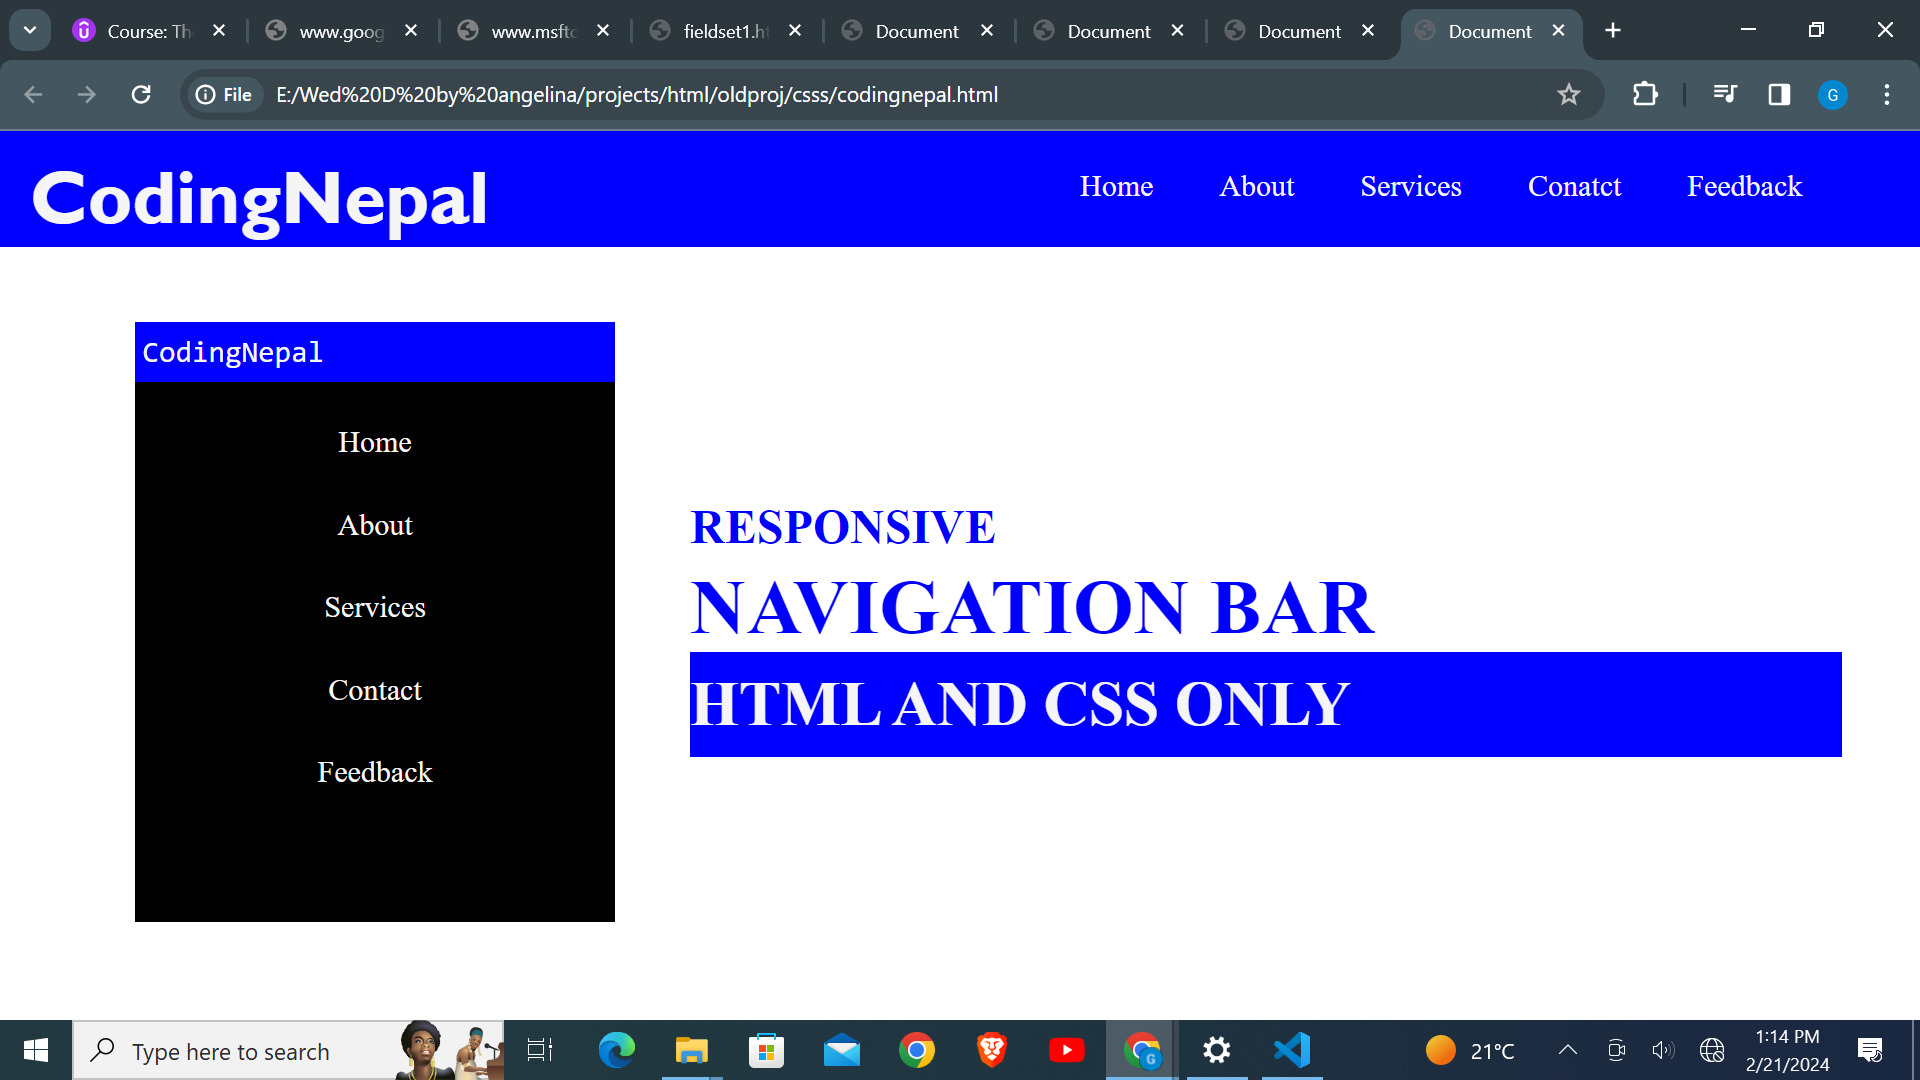 Course: Th
www.goog
www.msftc
fieldset1.ht
Document
Document
Document
Document
File
E:/Wed%20D%20by%20angelina/projects/html/oldproj/csss/codingnepal.html
G
CodingNepal
Home
About
Services
Conatct
Feedback
CodingNepal
Home
About
Services
Contact
Feedback
RESPONSIVE
NAVIGATION BAR
HTML AND CSS ONLY
Type here to search
G
21°C
1:14 PM
2/21/2024